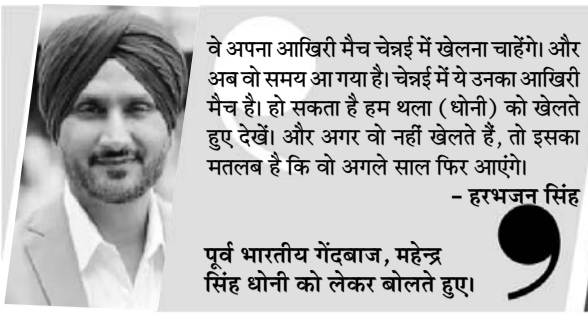 वे अपना आखिरी मैच चेन्नई में खेलना चाहेंगे। और
अब वो समय आ गया है। चेन्नई में ये उनका आखिरी
मैच है। हो सकता है हम थला (धोनी) को खेलते
हुए देखें। और अगर वो नहीं खेलते हैं, तो इसका
मतलब है कि वो अगले साल फिर आएंगे।
– हरभजन सिंह
पूर्व भारतीय गेंदबाज, महेन्द्र
सिंह धोनी को लेकर बोलते हुए।